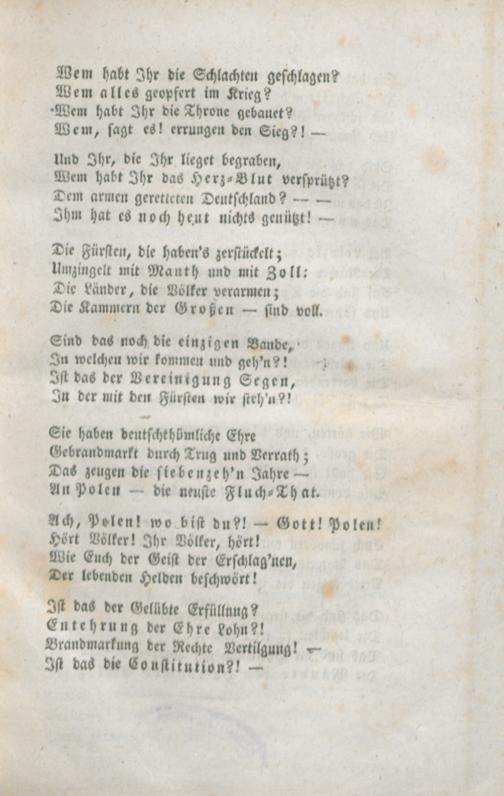 Wem habt Ihr die Schlachten geschlagen?
Wem alles geopfert im Krieg?
Wem habt Ihr die Throne gebauet?
Wem, sagt es! errungen den Sieg?! —
Und Ihr, die Ihr lieget begraben,
Wem habt Ihr das Herz-Blut versprützt?
Dem armen geretteten Deutschland? — —
Ihm hat es noch heut nichts genützt! —
Die Fürsten, die haben's zerstückelt;
Umzingelt mit Mauth und mit Zoll:
Die Länder, die Völker verarmen;
Die Kammern der Großen — sind voll.
Sind das noch die einzigen Bande,
In welchen wir kommen und geh'n?!
Ist das der Vereinigung Segen,
In der mit den Fürsten wir steh'n?!
Sie haben deutschthümliche Ehre
Gebrandmarkt durch Trug und Verrath;
Das zeugen die siebenzeh'n Jahre —
An Polen — die neuste Fluch-That.
Ach, Polen! wo bist du?! — Gott! Polen!
Hört Völker! Ihr Völker, hört!
Wie Euch der Geist der Erschlag'nen,
Der lebenden Helden beschwört!
Ist das der Gelübte Erfüllung?
Entehrung der Ehre Lohn?!
Brandmarkung der Rechte Vertilgung! —
Ist das die Constitution?! —